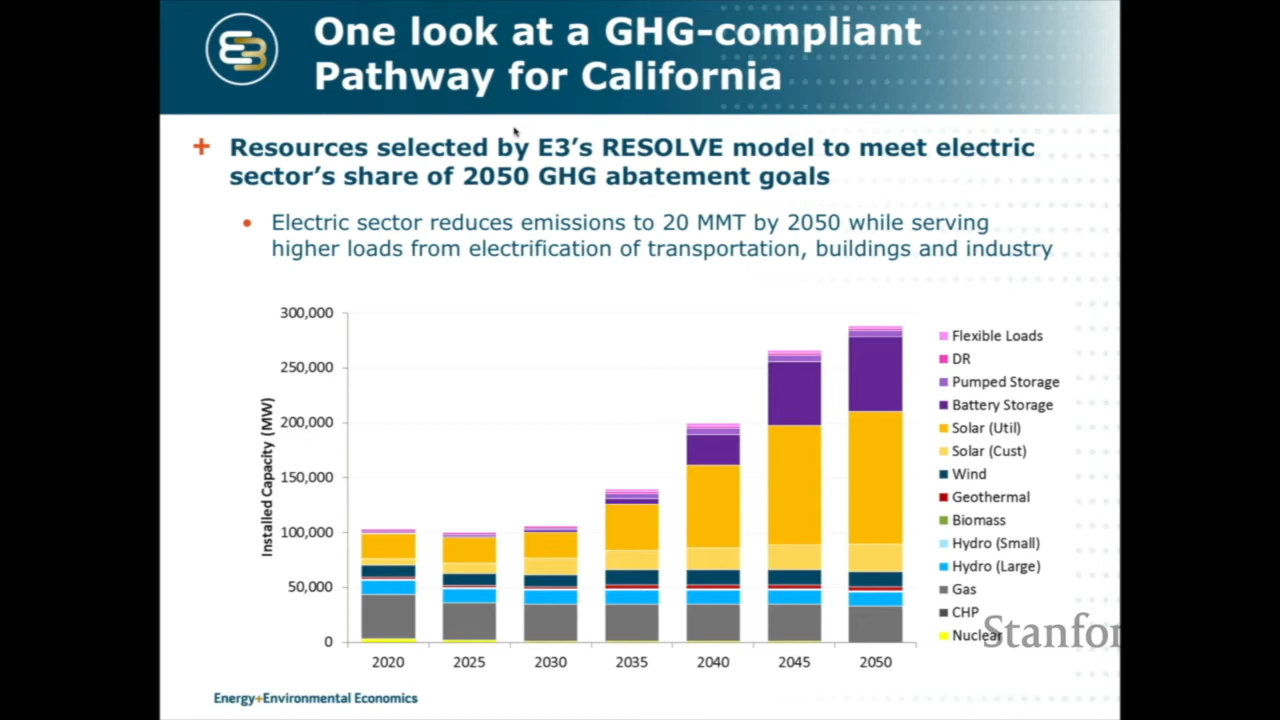 One look at a GHG-compliant
Pathway for California
+ Resources selected by E3's RESOLVE model to meet electric
sector's share of 2050 GHG abatement goals
• Electric sector reduces emissions to 20 MMT by 2050 while serving
higher loads from electrification of transportation, buildings and industry
Installed Capacity (MW)
300,000
250,000
200,000
150,000
100,000
50,000
0
2020 2025 2030 2035 2040 2045 2050
Flexible Loads
DR
Pumped Storage
Battery Storage
Solar (Util)
Solar (Cust)
Wind
Geothermal
Biomass
Hydro (Small)
Hydro (Large)
Gas
CHP
Nuclear
Stanfor
Energy+Environmental Economics